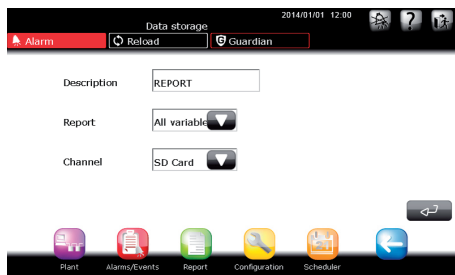 2014/01/01 12:00
Data storage
?
Alarm Reload Guardian
Description REPORT
Report All variable
Channel SD Card
Plant Alarms/Events Report Configuration Scheduler